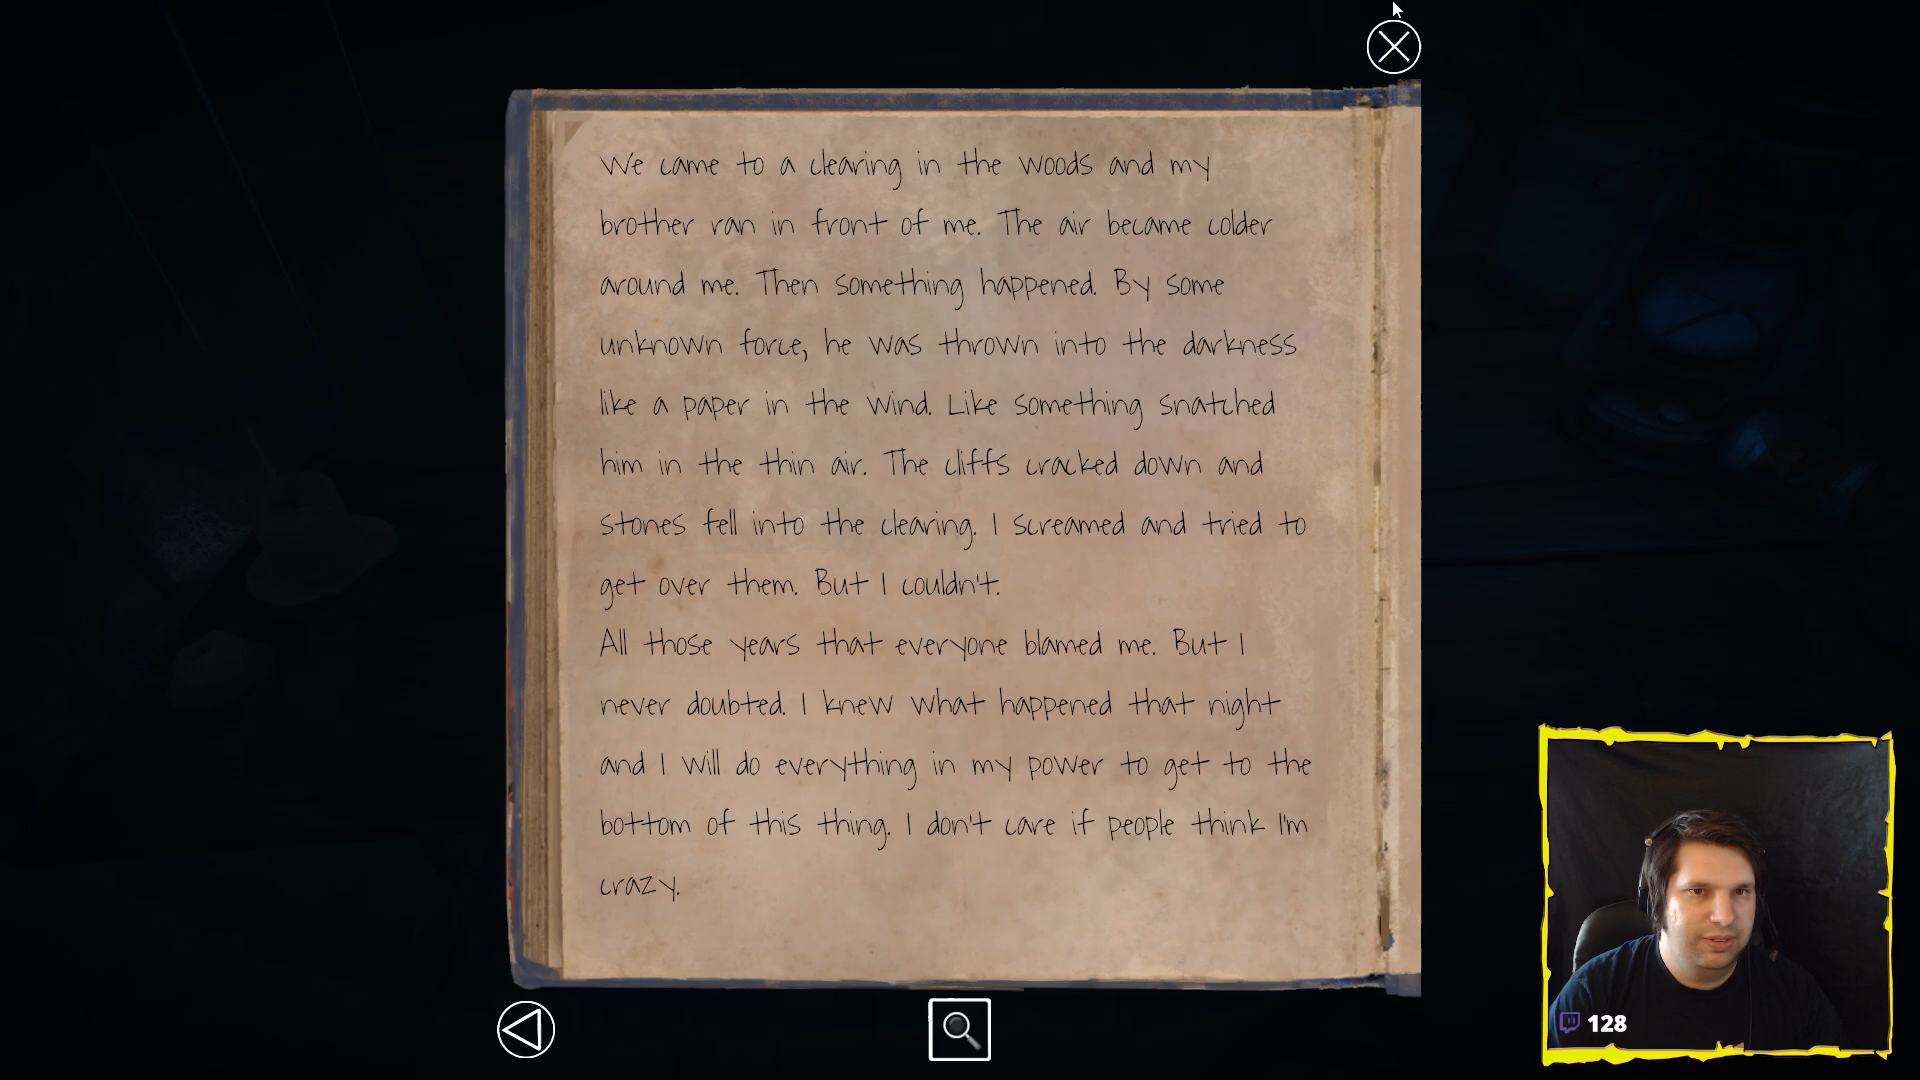 We came to a clearing in the woods and my
brother ran in front of me. The air became colder
around me. Then something happened. By some
unknown force, he was thrown into the darkness
like a paper in the wind. Like something snatched
him in the thin air. The cliffs cracked down and
stones fell into the clearing. I screamed and tried to
get over them. But I couldn't.
All those years that everyone blamed me. But I
never doubted. I knew what happened that night
and I will do everything in my power to get to the
bottom of this thing. I don't care if people think I'm
crazy.
128